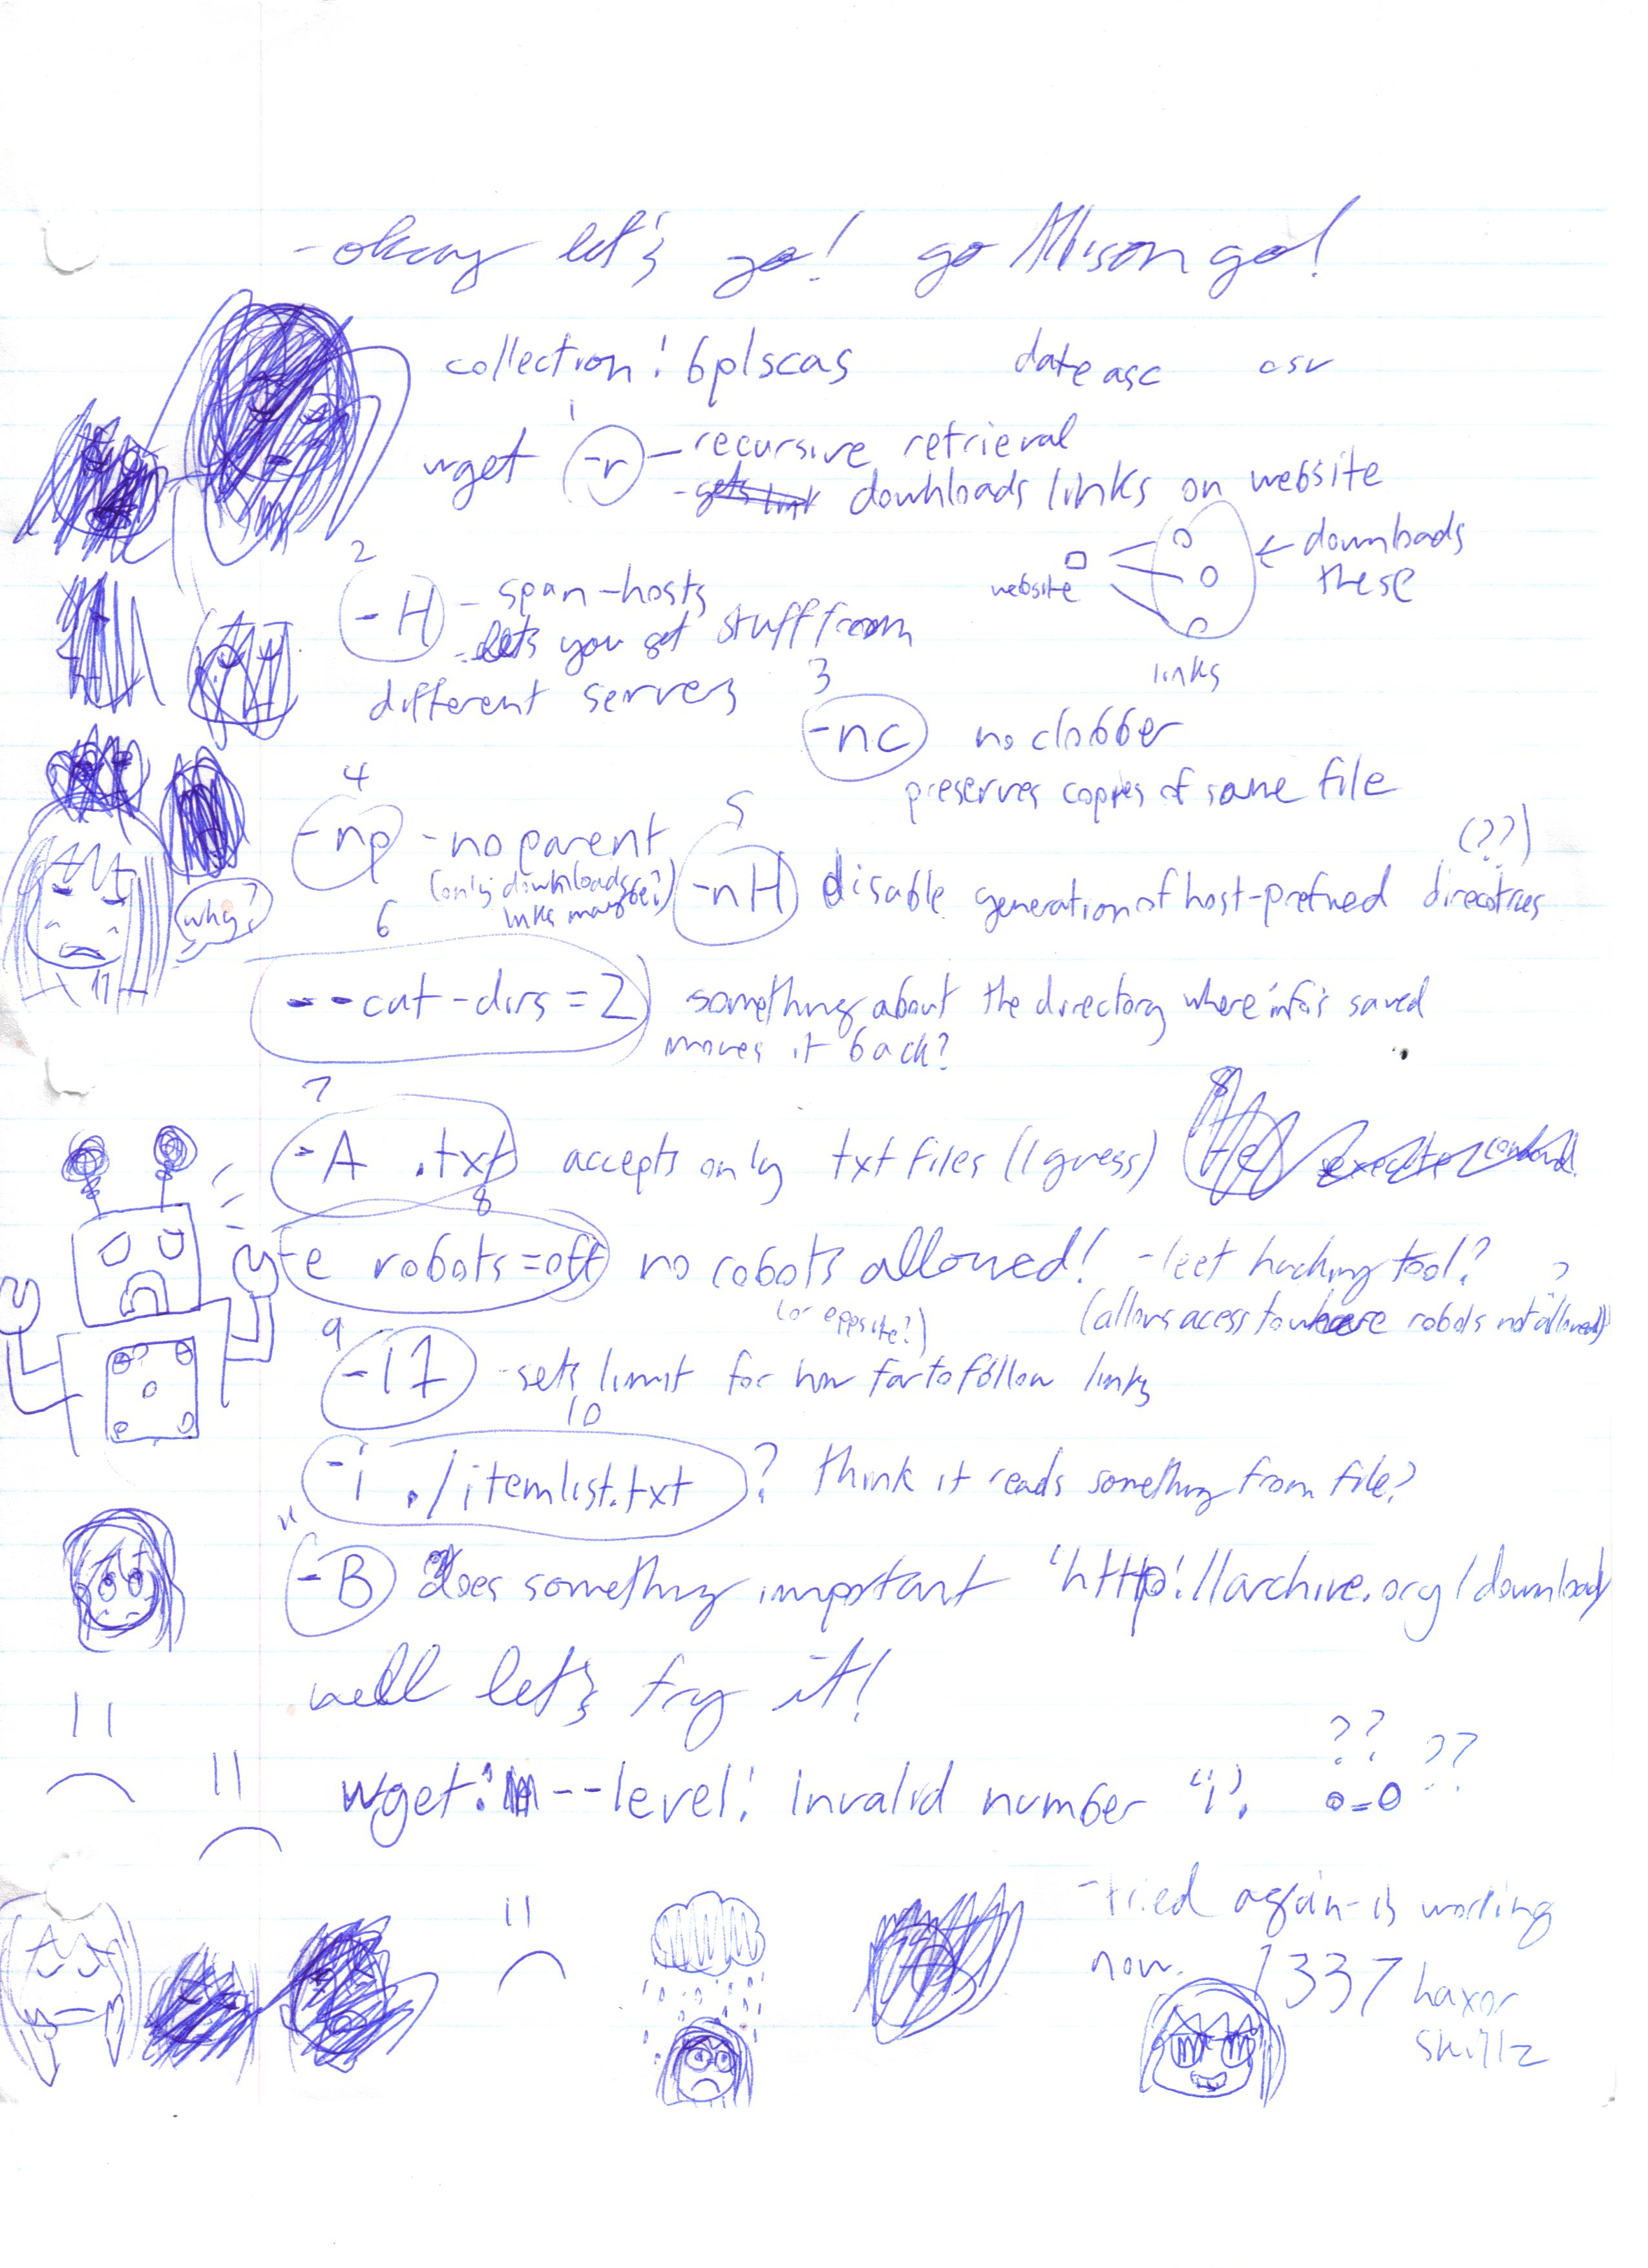 -okay let's go! go Allison go!
collection: bplscas date asc csv
1
wget -r - recursive retrieval
- gets link downloads links on website
website
← downloads these
links
2
-H - span-hosts
- lets you get stuff from
different servers
3
-nc no clobber
preserves copies of same file
4
-np - no parent
(only downloads links maybe?)
5
-nH disable generation of host-prefixed directories
(??)
why?
6
--cut-dirs=2 something about the directory where info's saved
moves it back?
7
-A .txt accepts only txt files (I guess)
8
-e execute command
8
-e robots=off no robots allowed! - leet hacking tool?
(or opposite?) (allows acess to where robots not allowed)?
9
-l1 - sets limit for how far to follow links
10
-i ./itemlist.txt ? think it reads something from file?
11
-B does something important 'http://archive.org/download/
well let's try it!
wget: --level: invalid number 'i'. ?? ??
o=o
- tried again - is working
now. 1337 haxor
skillz